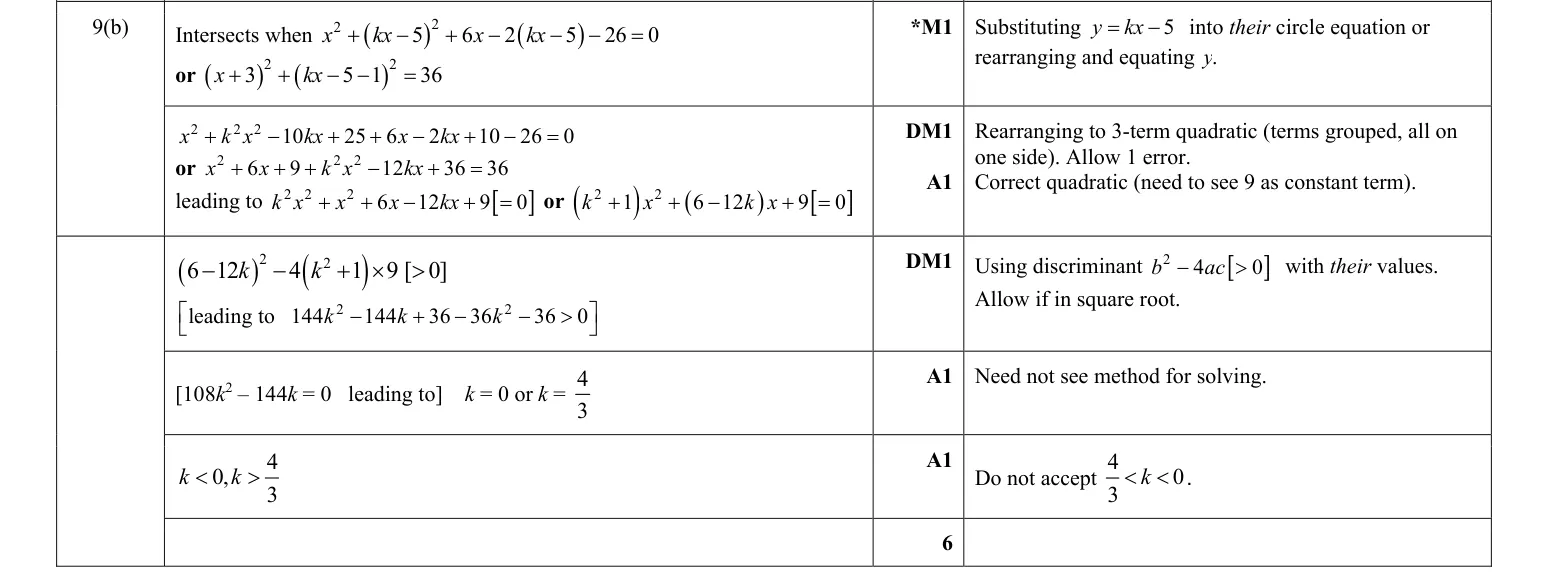 9(b)
Intersects when x² + (kx − 5)² + 6x − 2(kx − 5) − 26 = 0
or (x + 3)² + (kx − 5 − 1)² = 36
*M1
Substituting y = kx − 5 into their circle equation or
rearranging and equating y.
x² + k²x² − 10kx + 25 + 6x − 2kx + 10 − 26 = 0
or x² + 6x + 9 + k²x² − 12kx + 36 = 36
leading to k²x² + x² + 6x − 12kx + 9[= 0] or (k² + 1)x² + (6 − 12k)x + 9[= 0]
DM1
A1
Rearranging to 3-term quadratic (terms grouped, all on
one side). Allow 1 error.
Correct quadratic (need to see 9 as constant term).
(6 − 12k)² − 4(k² + 1) × 9 [> 0]
[leading to 144k² − 144k + 36 − 36k² − 36 > 0]
DM1
Using discriminant b² − 4ac[> 0] with their values.
Allow if in square root.
[108k² – 144k = 0 leading to] k = 0 or k = 4/3
A1
Need not see method for solving.
k < 0, k > 4/3
A1
Do not accept 4/3 < k < 0.
6